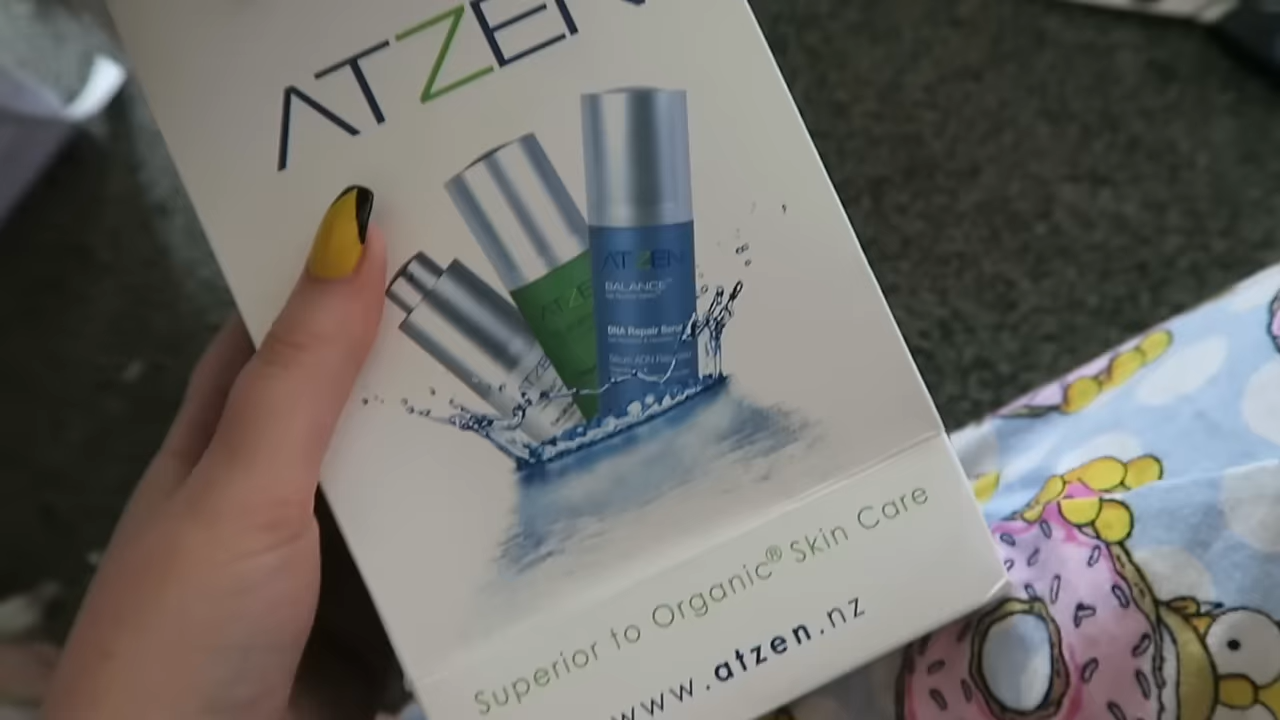 ATZEN
ATZEN
BALANCE
DNA Repair Serum
Superior to Organic® Skin Care
www.atzen.nz